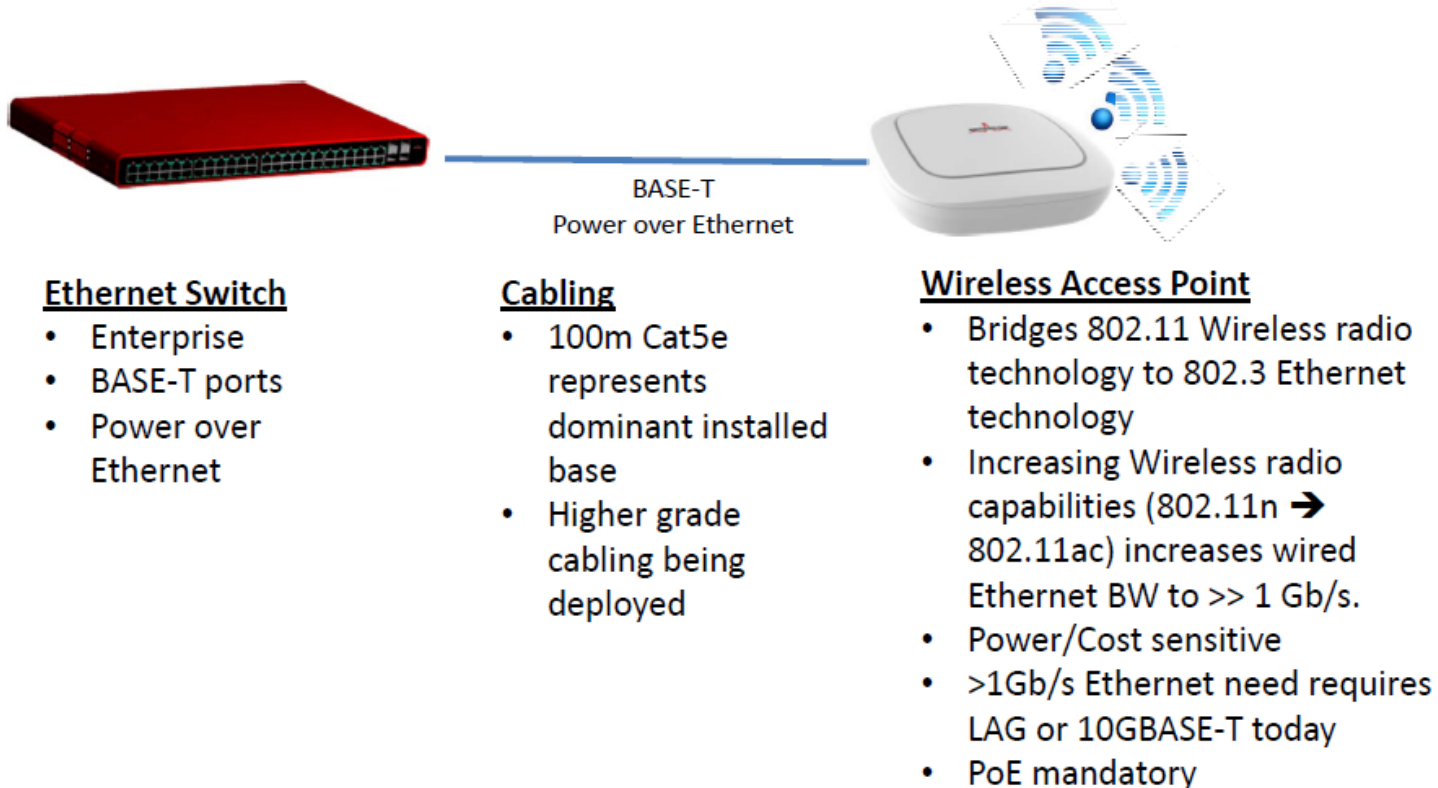 BASE-T
Power over Ethernet
Ethernet Switch
• Enterprise
• BASE-T ports
• Power over
Ethernet
Cabling
• 100m Cat5e
represents
dominant installed
base
• Higher grade
cabling being
deployed
Wireless Access Point
• Bridges 802.11 Wireless radio
technology to 802.3 Ethernet
technology
• Increasing Wireless radio
capabilities (802.11n ➔
802.11ac) increases wired
Ethernet BW to >> 1 Gb/s.
• Power/Cost sensitive
• >1Gb/s Ethernet need requires
LAG or 10GBASE-T today
• PoE mandatory